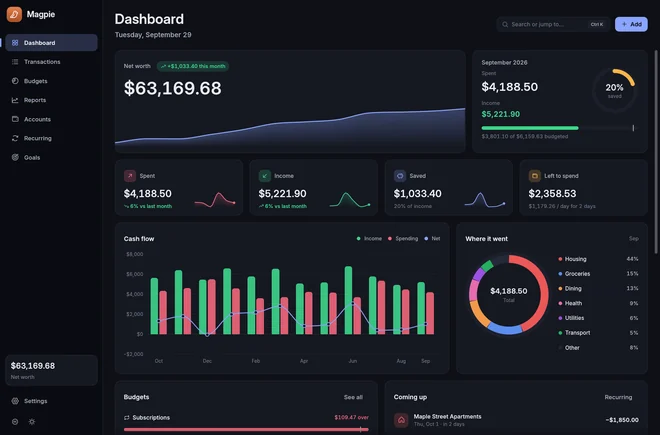 Magpie
Dashboard
Transactions
Budgets
Reports
Accounts
Recurring
Goals
$63,169.68
Net worth
Settings
Dashboard
Tuesday, September 29
Search or jump to...
Ctrl K
+ Add
Net worth
+$1,033.40 this month
$63,169.68
September 2026
Spent
$4,188.50
Income
$5,221.90
20%
saved
$3,801.10 of $6,159.63 budgeted
Spent
$4,188.50
6% vs last month
Income
$5,221.90
6% vs last month
Saved
$1,033.40
20% of income
Left to spend
$2,358.53
$1,179.26 / day for 2 days
Cash flow
Income
Spending
Net
$8,000
$6,000
$4,000
$2,000
$0
−$2,000
Oct
Dec
Feb
Apr
Jun
Aug
Sep
Where it went
Sep
$4,188.50
Total
Housing 44%
Groceries 15%
Dining 13%
Health 9%
Utilities 6%
Transport 5%
Other 8%
Budgets
See all
Subscriptions
$109.47 over
Coming up
Recurring
Maple Street Apartments
Thu, Oct 1 · in 2 days
−$1,850.00